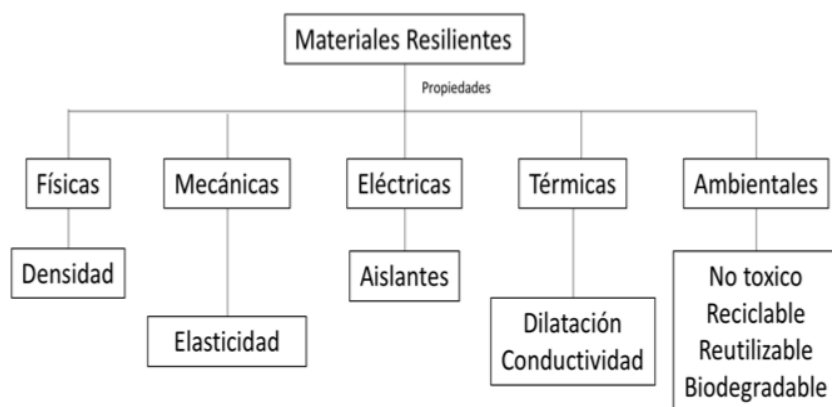 Materiales Resilientes
Propiedades
Físicas
Mecánicas
Eléctricas
Térmicas
Ambientales
Densidad
Elasticidad
Aislantes
Dilatación
Conductividad
No toxico
Reciclable
Reutilizable
Biodegradable